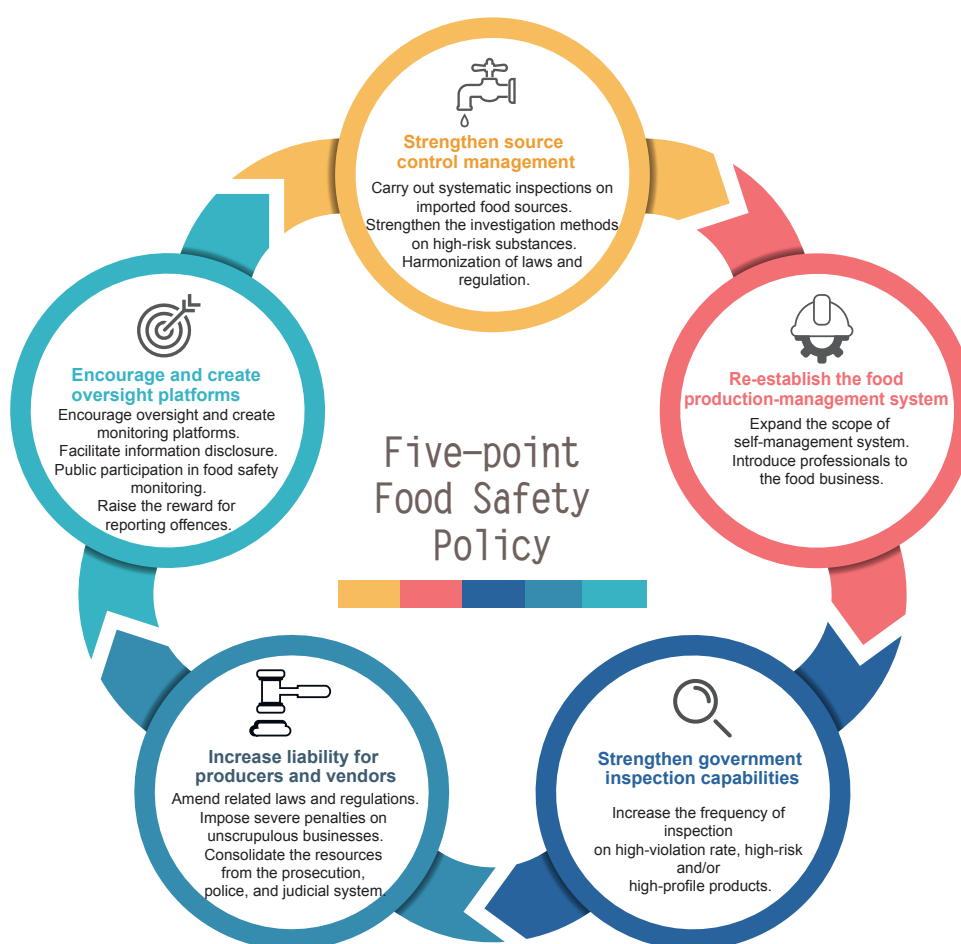 Strengthen source
control management
Carry out systematic inspections on
imported food sources.
Strengthen the investigation methods
on high-risk substances.
Harmonization of laws and
regulation.
Re-establish the food
production-management system
Expand the scope of
self-management system.
Introduce professionals to
the food business.
Strengthen government
inspection capabilities
Increase the frequency of
inspection
on high-violation rate, high-risk
and/or
high-profile products.
Increase liability for
producers and vendors
Amend related laws and regulations.
Impose severe penalties on
unscrupulous businesses.
Consolidate the resources
from the prosecution,
police, and judicial system.
Encourage and create
oversight platforms
Encourage oversight and create
monitoring platforms.
Facilitate information disclosure.
Public participation in food safety
monitoring.
Raise the reward for
reporting offences.
Five-point
Food Safety
Policy